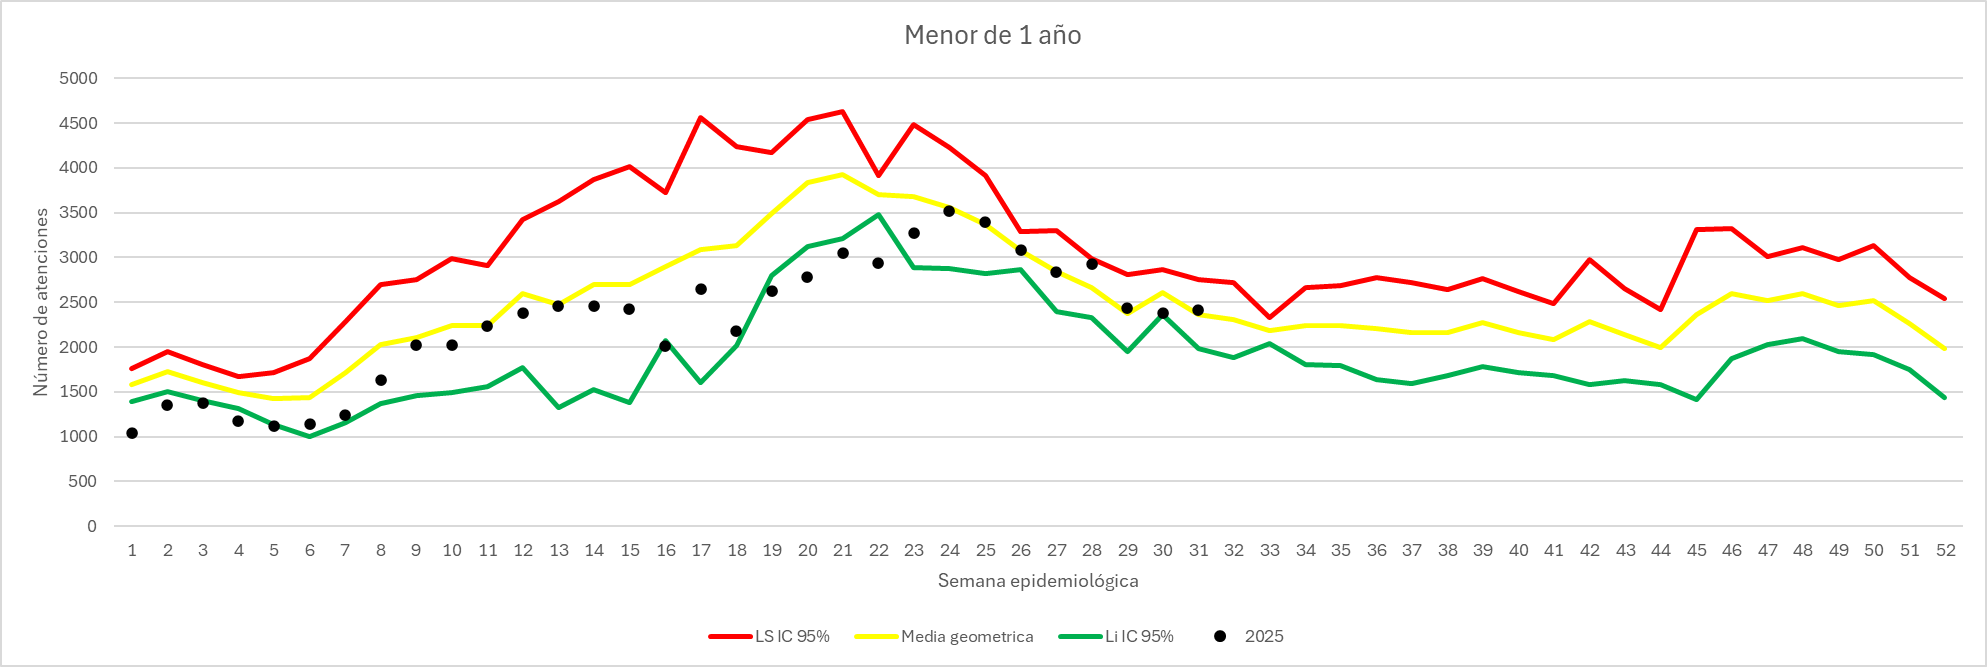 Menor de 1 año
5000
4500
4000
3500
3000
2500
2000
1500
1000
500
0
Número de atenciones
1 2 3 4 5 6 7 8 9 10 11 12 13 14 15 16 17 18 19 20 21 22 23 24 25 26 27 28 29 30 31 32 33 34 35 36 37 38 39 40 41 42 43 44 45 46 47 48 49 50 51 52
Semana epidemiológica
LS IC 95% Media geometrica Li IC 95% 2025